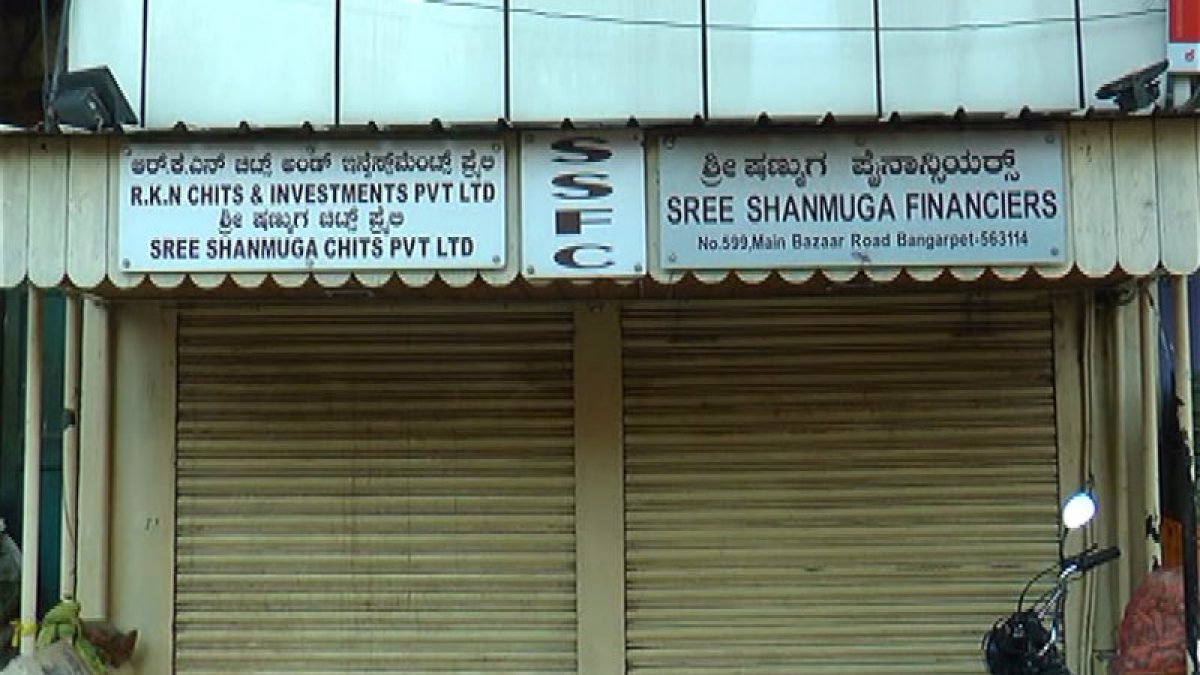 ಆರ್.ಕೆ.ಎನ್ ಚಿಟ್ಸ್ ಅಂಡ್ ಇನ್ವೆಸ್ಟ್‌ಮೆಂಟ್ಸ್ ಪ್ರೈಲಿ
R.K.N CHITS & INVESTMENTS PVT LTD
ಶ್ರೀ ಷಣ್ಮುಗ ಚಿಟ್ಸ್ ಪ್ರೈಲಿ
SREE SHANMUGA CHITS PVT LTD
S
S
F
C
ಶ್ರೀ ಷಣ್ಮುಗ ಫೈನಾನ್ಸಿಯರ್ಸ್
SREE SHANMUGA FINANCIERS
No.599,Main Bazaar Road Bangarpet-563114